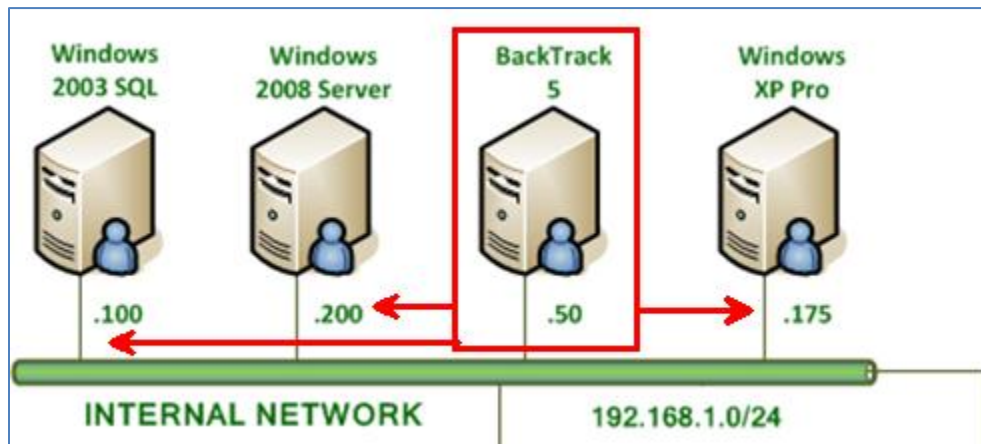 Windows
2003 SQL
Windows
2008 Server
BackTrack
5
Windows
XP Pro
.100
.200
.50
.175
INTERNAL NETWORK
192.168.1.0/24